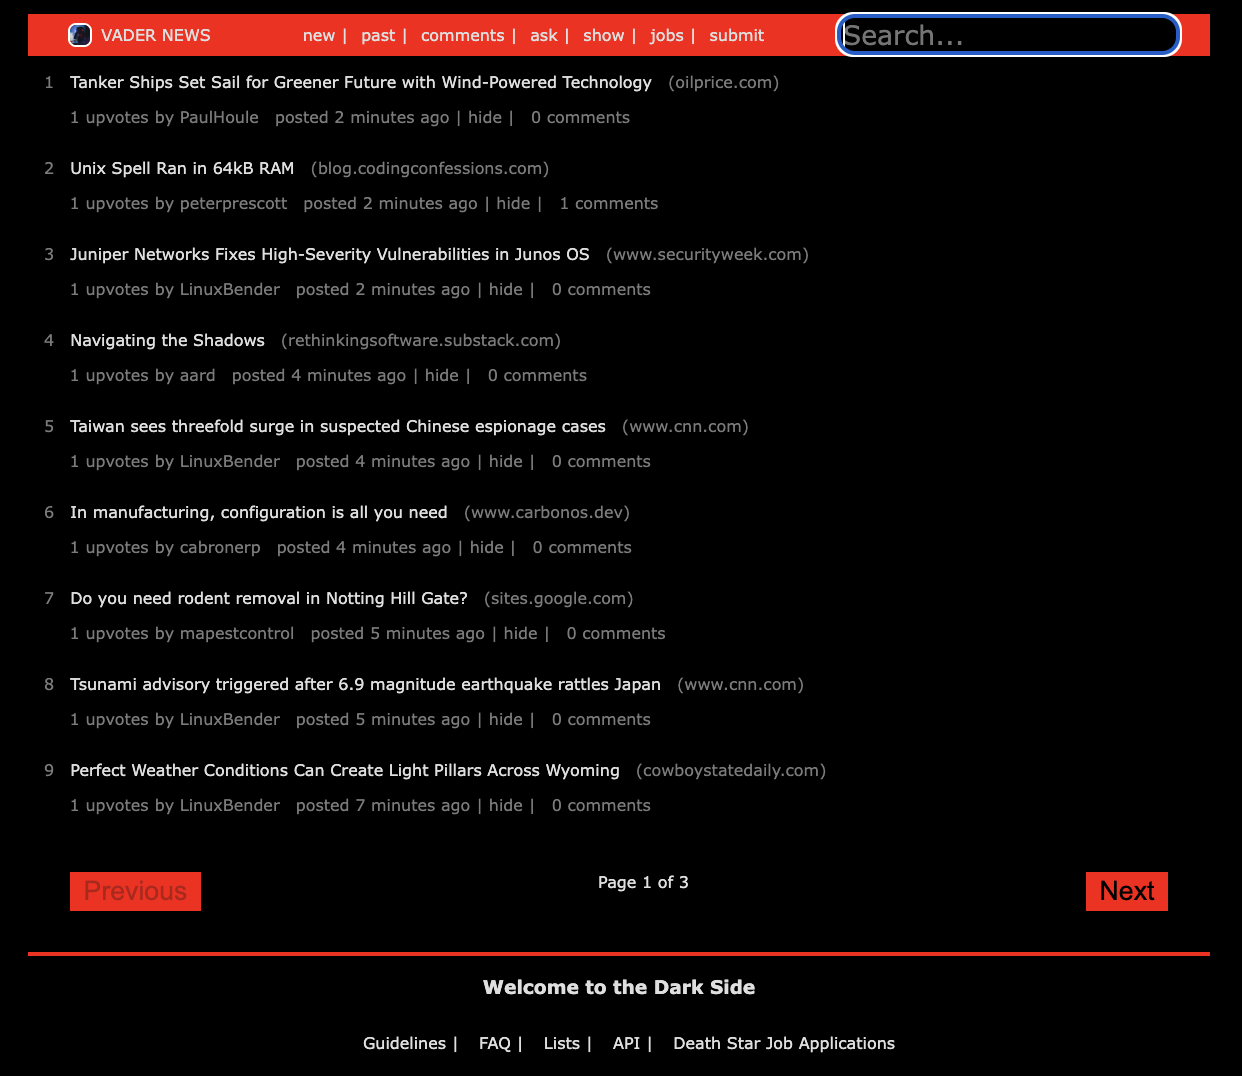 VADER NEWS new | past | comments | ask | show | jobs | submit Search...
1 Tanker Ships Set Sail for Greener Future with Wind-Powered Technology (oilprice.com)
1 upvotes by PaulHoule posted 2 minutes ago | hide | 0 comments
2 Unix Spell Ran in 64kB RAM (blog.codingconfessions.com)
1 upvotes by peterprescott posted 2 minutes ago | hide | 1 comments
3 Juniper Networks Fixes High-Severity Vulnerabilities in Junos OS (www.securityweek.com)
1 upvotes by LinuxBender posted 2 minutes ago | hide | 0 comments
4 Navigating the Shadows (rethinkingsoftware.substack.com)
1 upvotes by aard posted 4 minutes ago | hide | 0 comments
5 Taiwan sees threefold surge in suspected Chinese espionage cases (www.cnn.com)
1 upvotes by LinuxBender posted 4 minutes ago | hide | 0 comments
6 In manufacturing, configuration is all you need (www.carbonos.dev)
1 upvotes by cabronerp posted 4 minutes ago | hide | 0 comments
7 Do you need rodent removal in Notting Hill Gate? (sites.google.com)
1 upvotes by mapestcontrol posted 5 minutes ago | hide | 0 comments
8 Tsunami advisory triggered after 6.9 magnitude earthquake rattles Japan (www.cnn.com)
1 upvotes by LinuxBender posted 5 minutes ago | hide | 0 comments
9 Perfect Weather Conditions Can Create Light Pillars Across Wyoming (cowboystatedaily.com)
1 upvotes by LinuxBender posted 7 minutes ago | hide | 0 comments
Previous Page 1 of 3 Next
Welcome to the Dark Side
Guidelines | FAQ | Lists | API | Death Star Job Applications